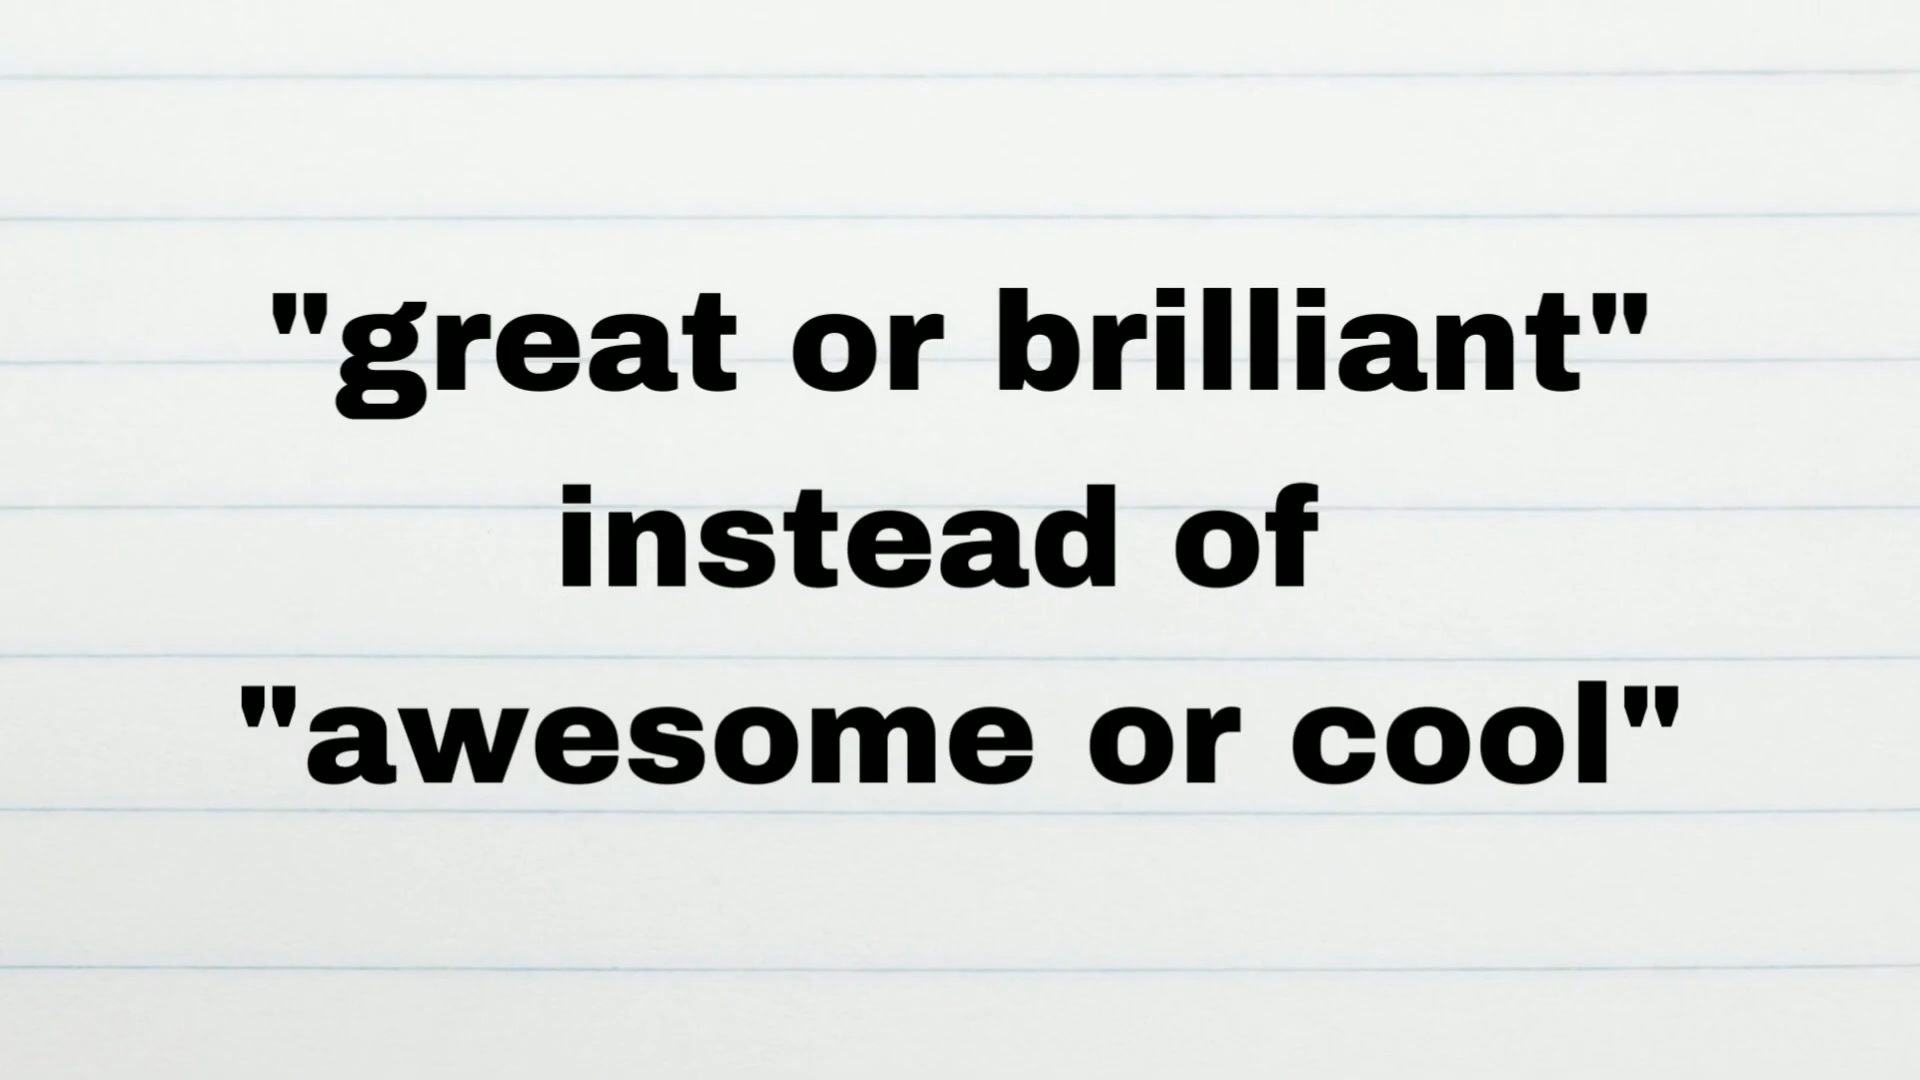 "great or brilliant"
instead of
"awesome or cool"